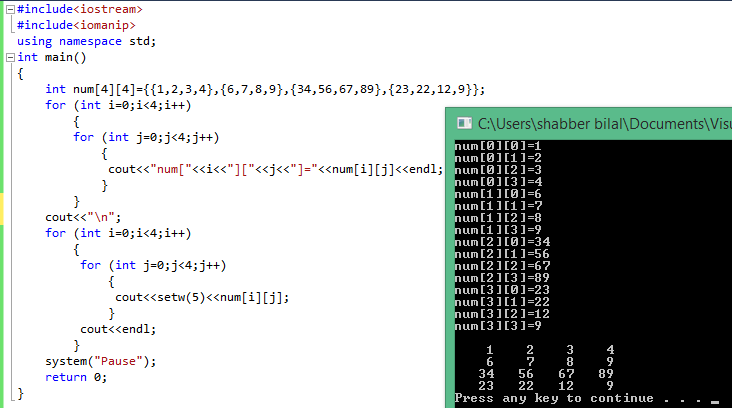 #include<iostream>
#include<iomanip>
using namespace std;
int main()
{
int num[4][4]={{1,2,3,4},{6,7,8,9},{34,56,67,89},{23,22,12,9}};
for (int i=0;i<4;i++)
{
for (int j=0;j<4;j++)
{
cout<<"num["<<i<<"]["<<j<<"]="<<num[i][j]<<endl;
}
}
cout<<"\n";
for (int i=0;i<4;i++)
{
for (int j=0;j<4;j++)
{
cout<<setw(5)<<num[i][j];
}
cout<<endl;
}
system("Pause");
return 0;
}
C:\Users\shabber bilal\Documents\Visu
num[0][0]=1
num[0][1]=2
num[0][2]=3
num[0][3]=4
num[1][0]=6
num[1][1]=7
num[1][2]=8
num[1][3]=9
num[2][0]=34
num[2][1]=56
num[2][2]=67
num[2][3]=89
num[3][0]=23
num[3][1]=22
num[3][2]=12
num[3][3]=9
1 2 3 4
6 7 8 9
34 56 67 89
23 22 12 9
Press any key to continue . . . _